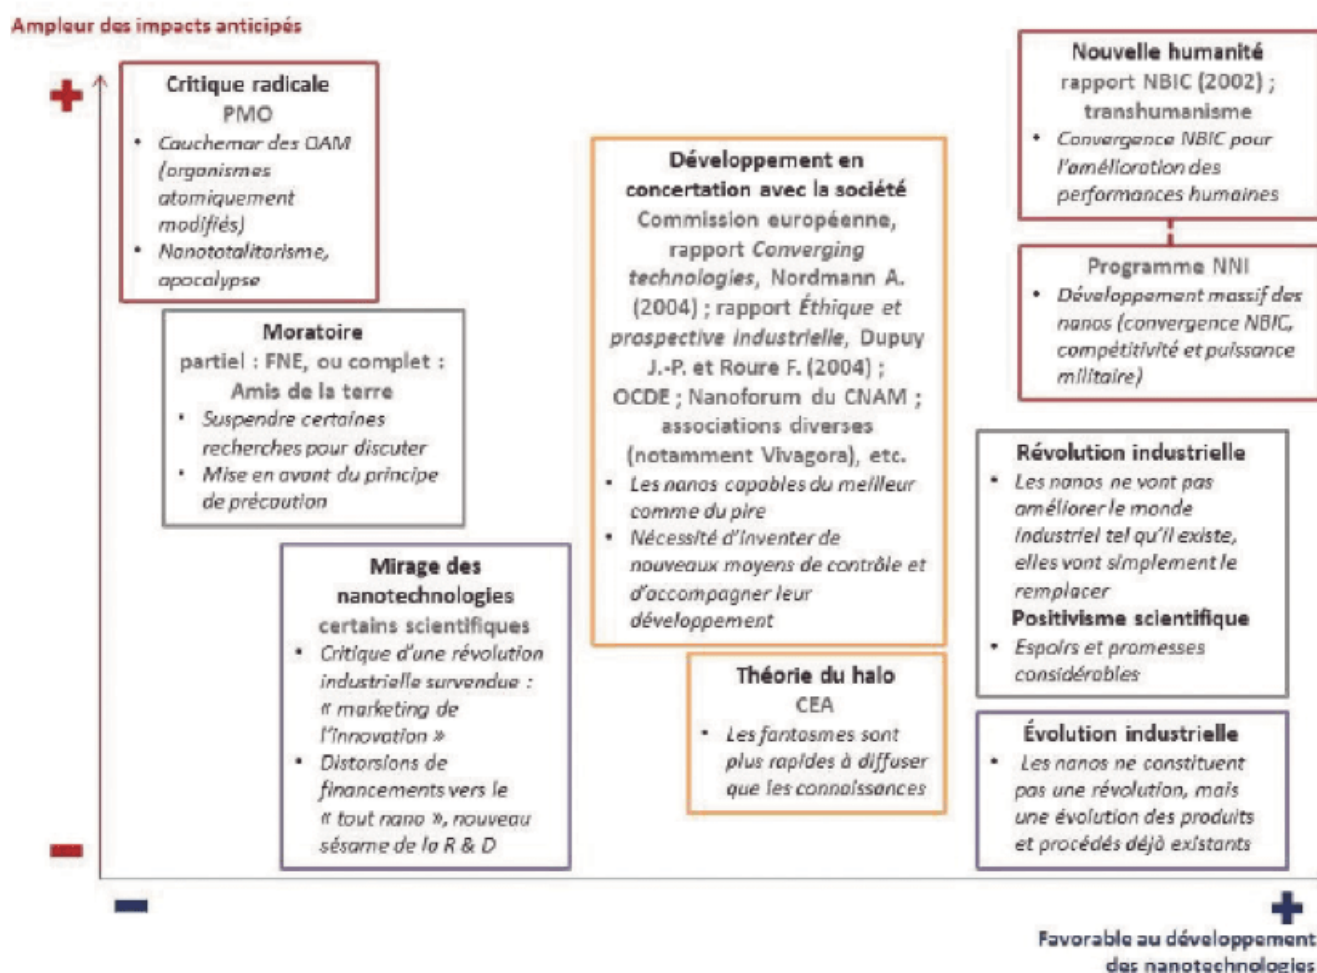 Ampleur des impacts anticipés
+
Critique radicale
PMO
• Cauchemar des OAM
(organismes
atomiquement
modifiés)
• Nanototalitarisme,
apocalypse
Moratoire
partiel : FNE, ou complet :
Amis de la terre
• Suspendre certaines
recherches pour discuter
• Mise en avant du principe
de précaution
Mirage des
nanotechnologies
certains scientifiques
• Critique d'une révolution
industrielle survendue :
« marketing de
l'innovation »
• Distorsions de
financements vers le
« tout nano », nouveau
sésame de la R & D
Développement en
concertation avec la société
Commission européenne,
rapport Converging
technologies, Nordmann A.
(2004) ; rapport Éthique et
prospective industrielle, Dupuy
J.-P. et Roure F. (2004) ;
OCDE ; Nanoforum du CNAM ;
associations diverses
(notamment Vivagora), etc.
• Les nanos capables du meilleur
comme du pire
• Nécessité d'inventer de
nouveaux moyens de contrôle et
d'accompagner leur
développement
Théorie du halo
CEA
• Les fantasmes sont
plus rapides à diffuser
que les connaissances
Nouvelle humanité
rapport NBIC (2002) ;
transhumanisme
• Convergence NBIC pour
l'amélioration des
performances humaines
Programme NNI
• Développement massif des
nanos (convergence NBIC,
compétitivité et puissance
militaire)
Révolution industrielle
• Les nanos ne vont pas
améliorer le monde
industriel tel qu'il existe,
elles vont simplement le
remplacer
Positivisme scientifique
• Espoirs et promesses
considérables
Évolution industrielle
• Les nanos ne constituent
pas une révolution, mais
une évolution des produits
et procédés déjà existants
−
−
+
Favorable au développement
des nanotechnologies